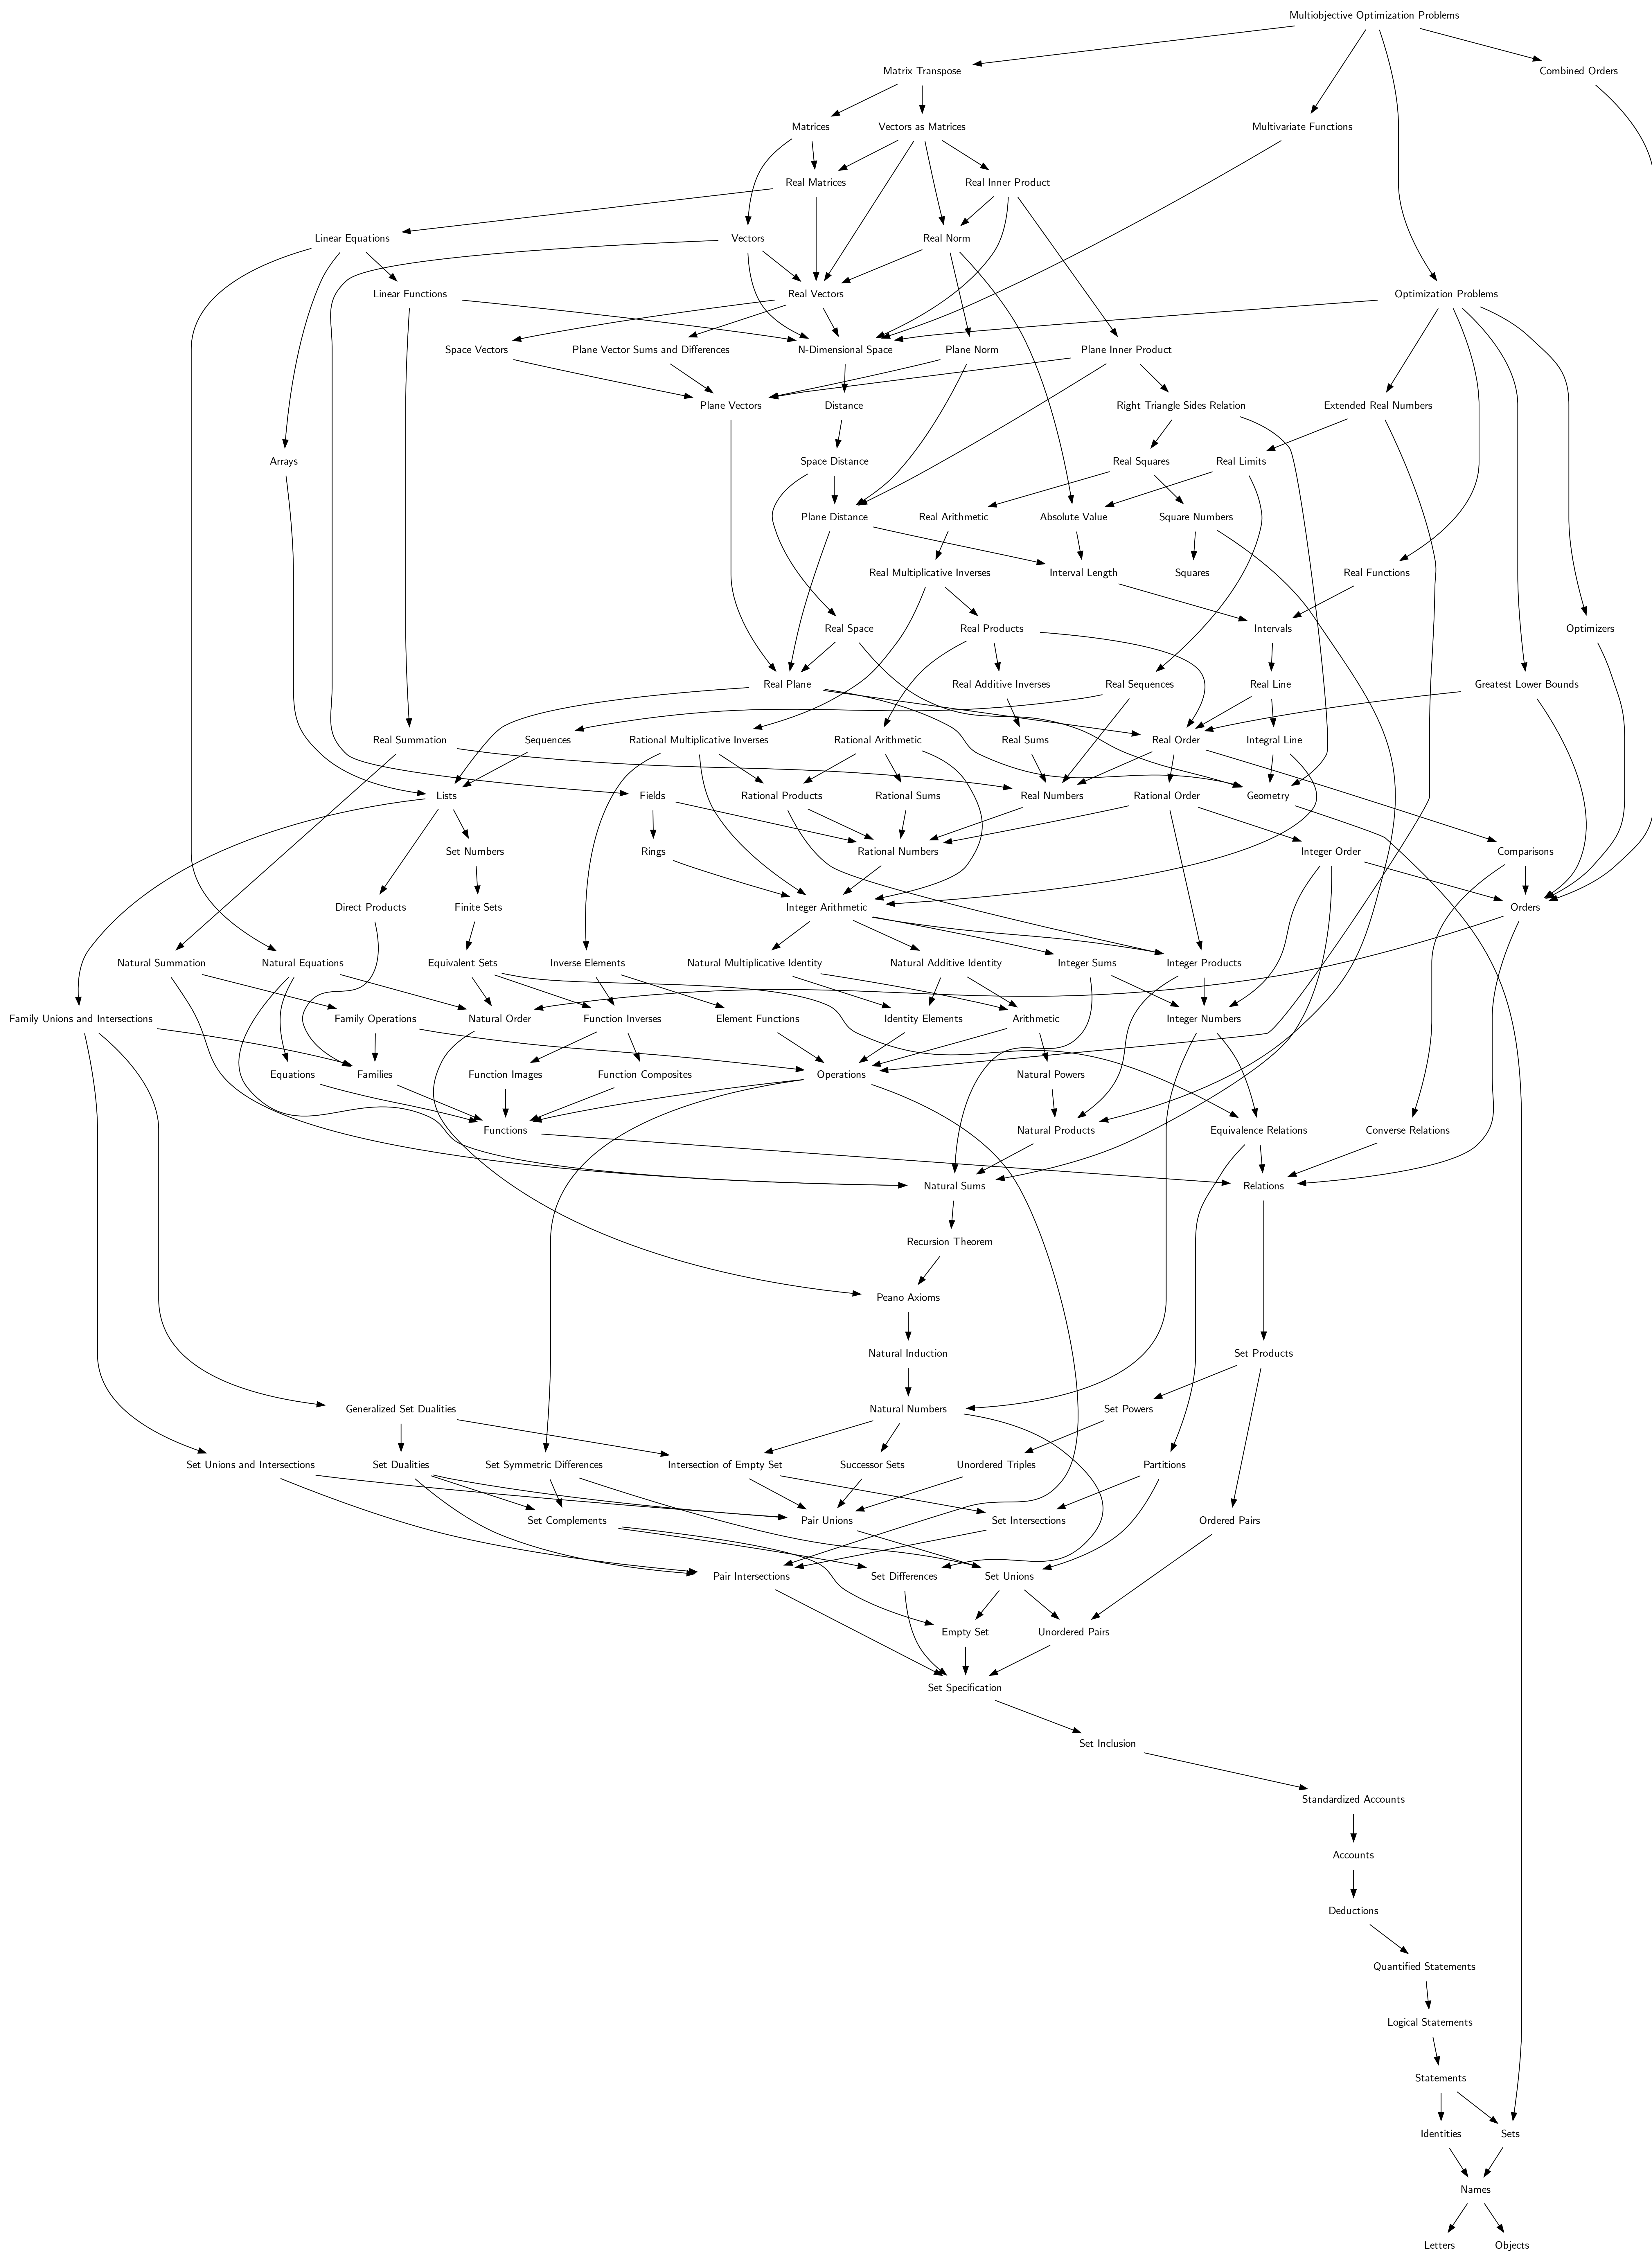 Multiobjective Optimization Problems
Matrix Transpose
Combined Orders
Matrices
Vectors as Matrices
Multivariate Functions
Real Matrices
Real Inner Product
Linear Equations
Vectors
Real Norm
Linear Functions
Real Vectors
Optimization Problems
Space Vectors
Plane Vector Sums and Differences
N-Dimensional Space
Plane Norm
Plane Inner Product
Plane Vectors
Distance
Right Triangle Sides Relation
Extended Real Numbers
Arrays
Space Distance
Real Squares
Real Limits
Plane Distance
Real Arithmetic
Absolute Value
Square Numbers
Real Multiplicative Inverses
Interval Length
Squares
Real Functions
Real Space
Real Products
Intervals
Optimizers
Real Plane
Real Additive Inverses
Real Sequences
Real Line
Greatest Lower Bounds
Real Summation
Sequences
Rational Multiplicative Inverses
Rational Arithmetic
Real Sums
Real Order
Integral Line
Lists
Fields
Rational Products
Rational Sums
Real Numbers
Rational Order
Geometry
Set Numbers
Rings
Rational Numbers
Integer Order
Comparisons
Direct Products
Finite Sets
Integer Arithmetic
Orders
Natural Summation
Natural Equations
Equivalent Sets
Inverse Elements
Natural Multiplicative Identity
Natural Additive Identity
Integer Sums
Integer Products
Family Unions and Intersections
Family Operations
Natural Order
Function Inverses
Element Functions
Identity Elements
Arithmetic
Integer Numbers
Equations
Families
Function Images
Function Composites
Operations
Natural Powers
Functions
Natural Products
Equivalence Relations
Converse Relations
Natural Sums
Relations
Recursion Theorem
Peano Axioms
Natural Induction
Set Products
Generalized Set Dualities
Natural Numbers
Set Powers
Set Unions and Intersections
Set Dualities
Set Symmetric Differences
Intersection of Empty Set
Successor Sets
Unordered Triples
Partitions
Set Complements
Pair Unions
Set Intersections
Ordered Pairs
Pair Intersections
Set Differences
Set Unions
Empty Set
Unordered Pairs
Set Specification
Set Inclusion
Standardized Accounts
Accounts
Deductions
Quantified Statements
Logical Statements
Statements
Identities
Sets
Names
Letters
Objects